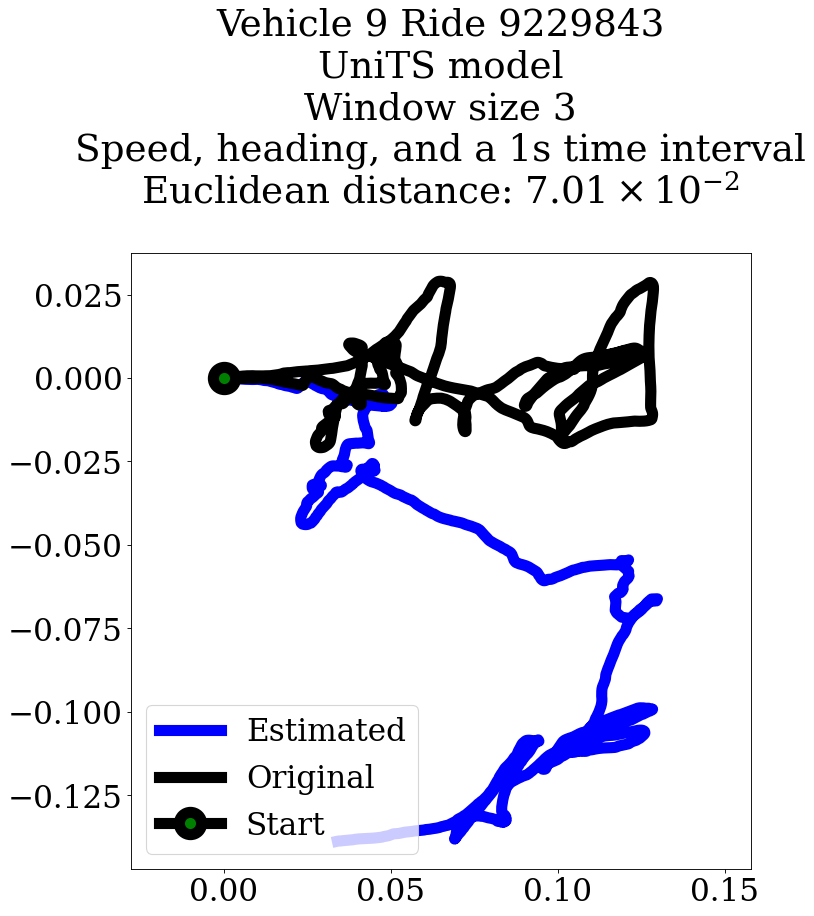 Vehicle 9 Ride 9229843
UniTS model
Window size 3
Speed, heading, and a 1s time interval
Euclidean distance: 7.01 × 10⁻²
0.025
0.000
−0.025
−0.050
−0.075
−0.100
−0.125
Estimated
Original
Start
0.00 0.05 0.10 0.15